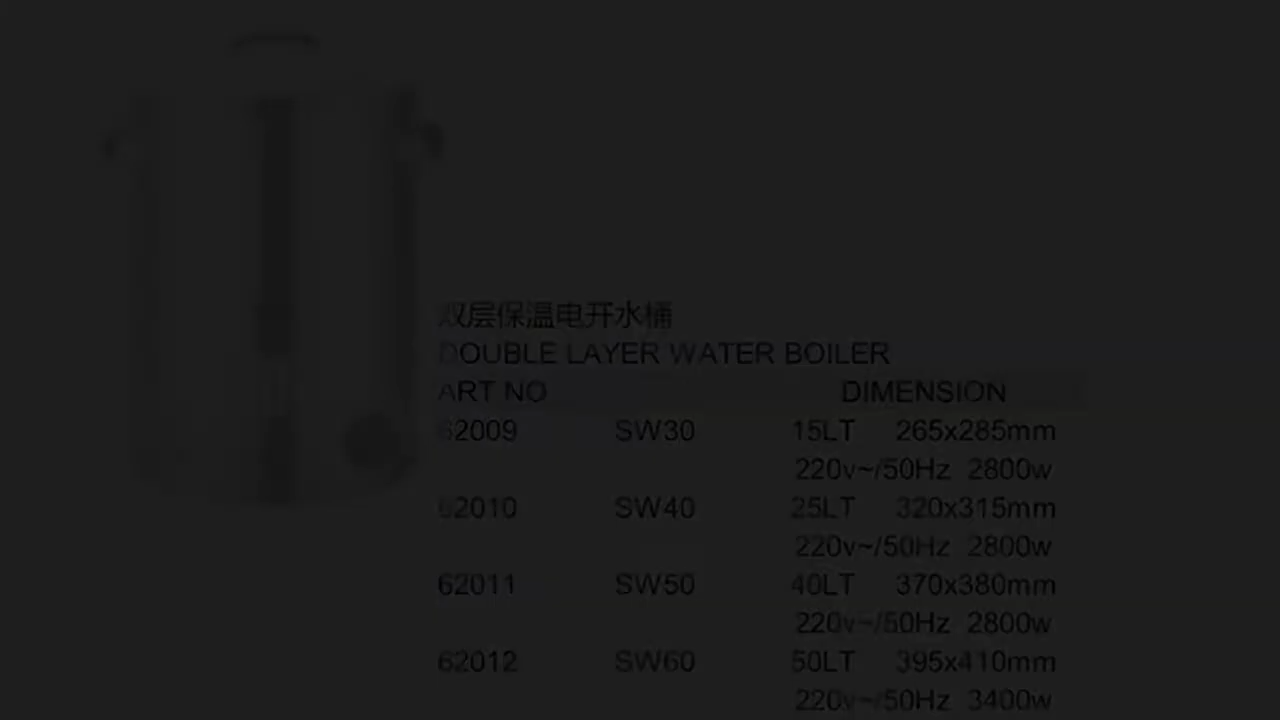 双层保温电开水桶
DOUBLE LAYER WATER BOILER
ART NO DIMENSION
62009 SW30 15LT 265x285mm
220v~/50Hz 2800w
62010 SW40 25LT 320x315mm
220v~/50Hz 2800w
62011 SW50 40LT 370x380mm
220v~/50Hz 2800w
62012 SW60 50LT 395x410mm
220v~/50Hz 3400w